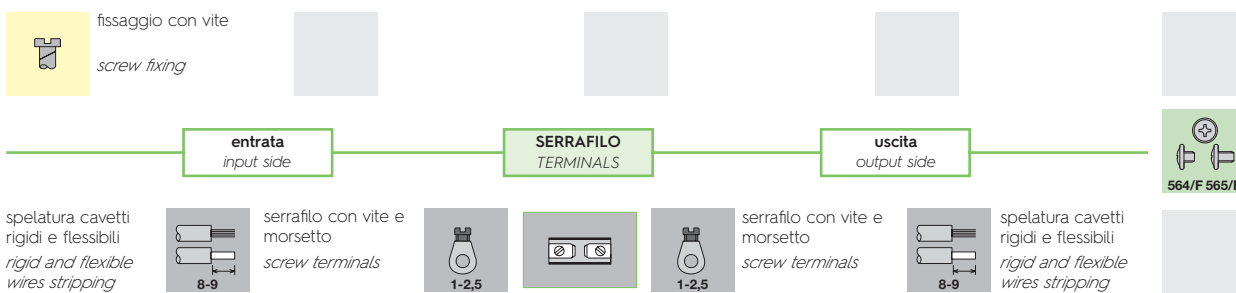 fissaggio con vite
screw fixing
entrata
input side
SERRAFILO
TERMINALS
uscita
output side
564/F 565/
spelatura cavetti
rigidi e flessibili
rigid and flexible
wires stripping
8-9
serrafilo con vite e
morsetto
screw terminals
1-2,5
1-2,5
serrafilo con vite e
morsetto
screw terminals
8-9
spelatura cavetti
rigidi e flessibili
rigid and flexible
wires stripping